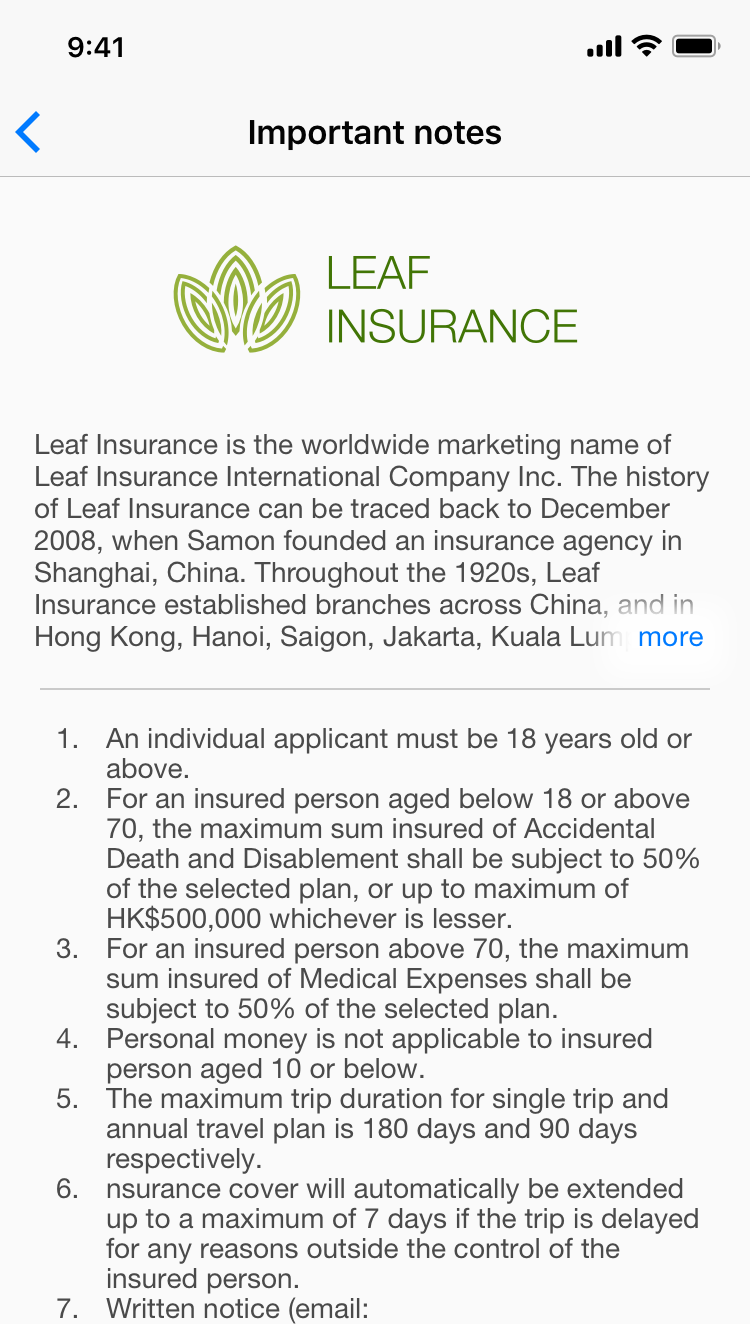 9:41
Important notes
LEAF
INSURANCE
Leaf Insurance is the worldwide marketing name of
Leaf Insurance International Company Inc. The history
of Leaf Insurance can be traced back to December
2008, when Samon founded an insurance agency in
Shanghai, China. Throughout the 1920s, Leaf
Insurance established branches across China, and in
Hong Kong, Hanoi, Saigon, Jakarta, Kuala Lum more
1. An individual applicant must be 18 years old or
above.
2. For an insured person aged below 18 or above
70, the maximum sum insured of Accidental
Death and Disablement shall be subject to 50%
of the selected plan, or up to maximum of
HK$500,000 whichever is lesser.
3. For an insured person above 70, the maximum
sum insured of Medical Expenses shall be
subject to 50% of the selected plan.
4. Personal money is not applicable to insured
person aged 10 or below.
5. The maximum trip duration for single trip and
annual travel plan is 180 days and 90 days
respectively.
6. nsurance cover will automatically be extended
up to a maximum of 7 days if the trip is delayed
for any reasons outside the control of the
insured person.
7. Written notice (email: